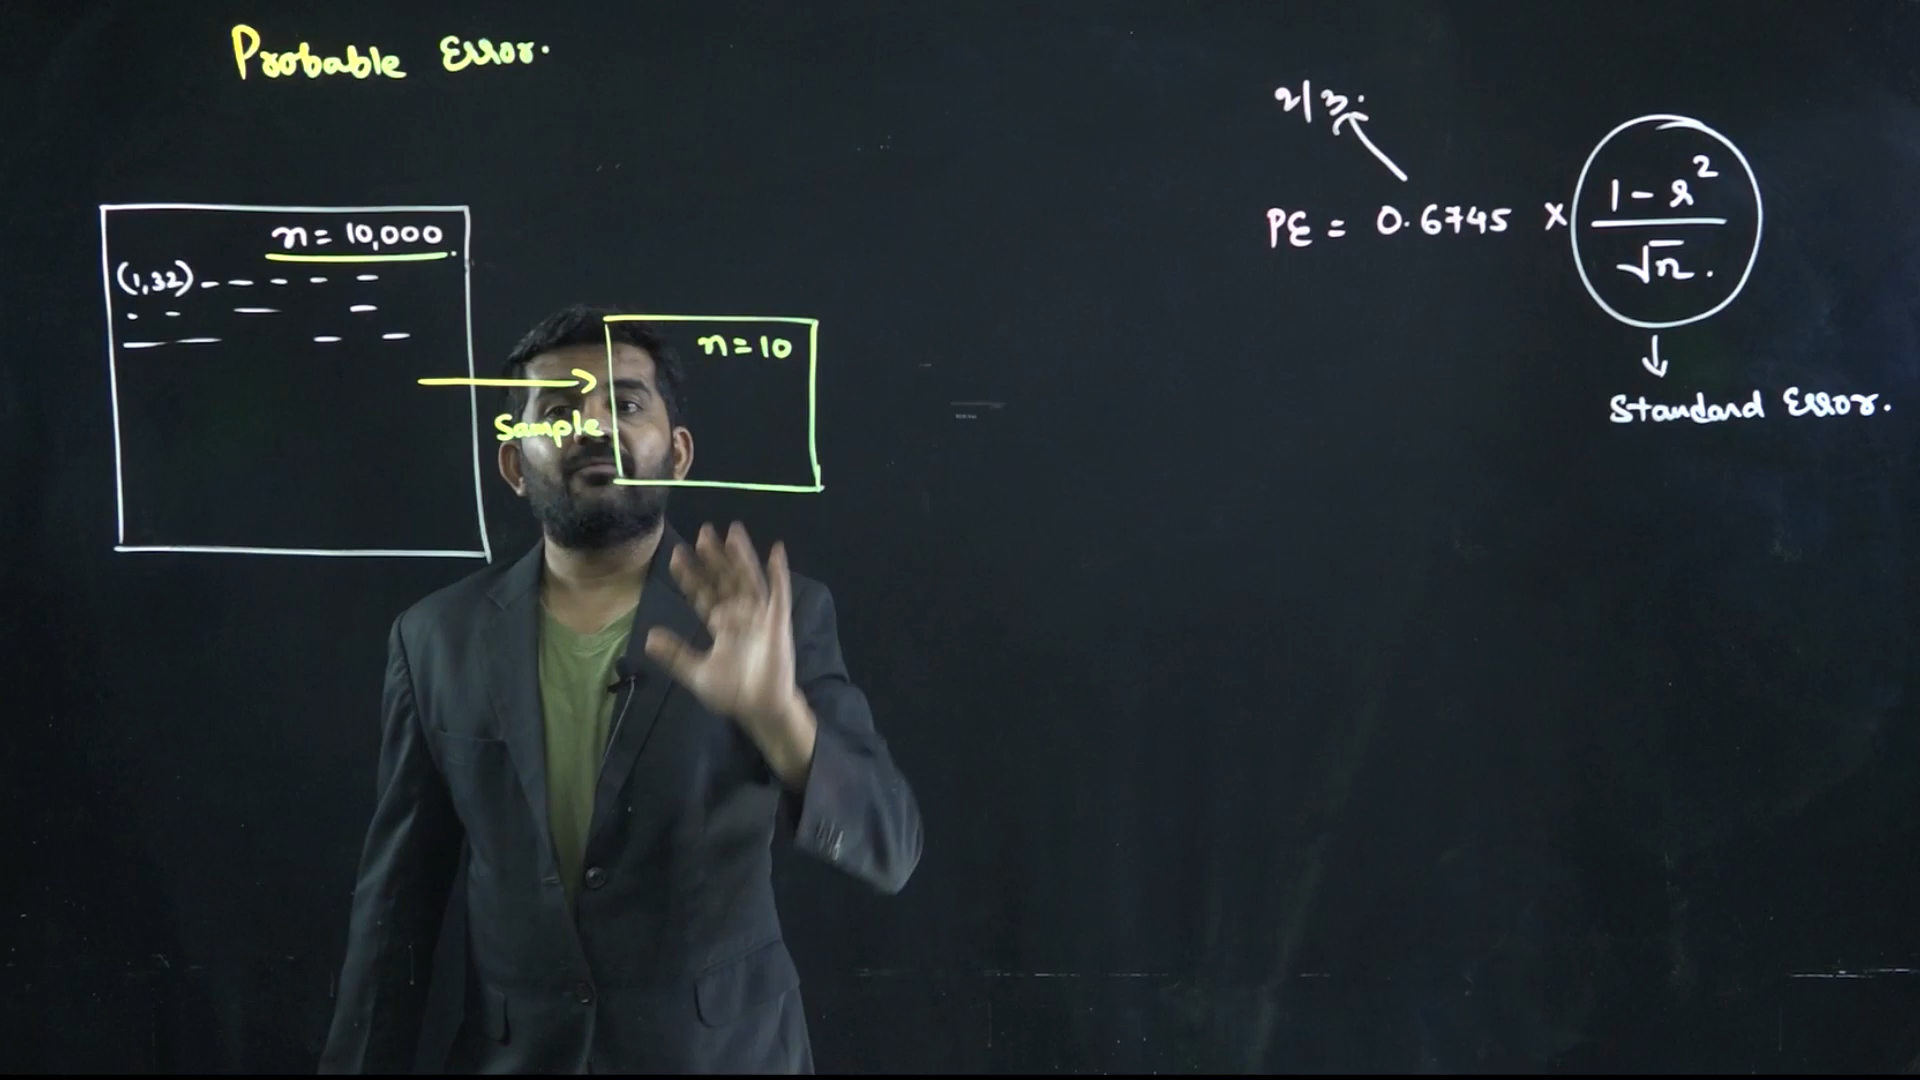 Probable Error.
n = 10,000
(1,32)
Sample
n = 10
2/3.
PE = 0.6745 × 1 - r² / √n.
Standard Error.